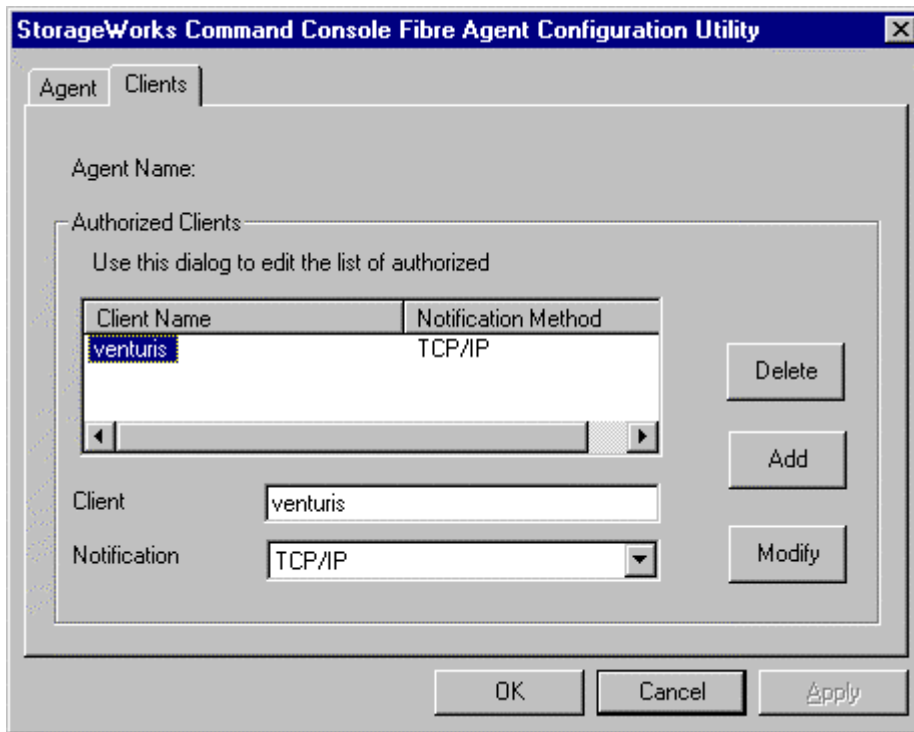 StorageWorks Command Console Fibre Agent Configuration Utility
Agent
Clients
Agent Name:
Authorized Clients
Use this dialog to edit the list of authorized
Client Name Notification Method
venturis TCP/IP
Delete
Add
Client venturis
Notification TCP/IP
Modify
OK Cancel Apply